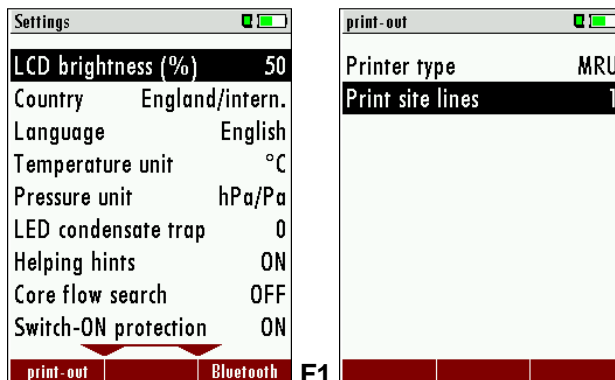 Settings
LCD brightness (%) 50
Country England/intern.
Language English
Temperature unit °C
Pressure unit hPa/Pa
LED condensate trap 0
Helping hints ON
Core flow search OFF
Switch-ON protection ON
print-out Bluetooth
F1
print-out
Printer type MRU
Print site lines 1